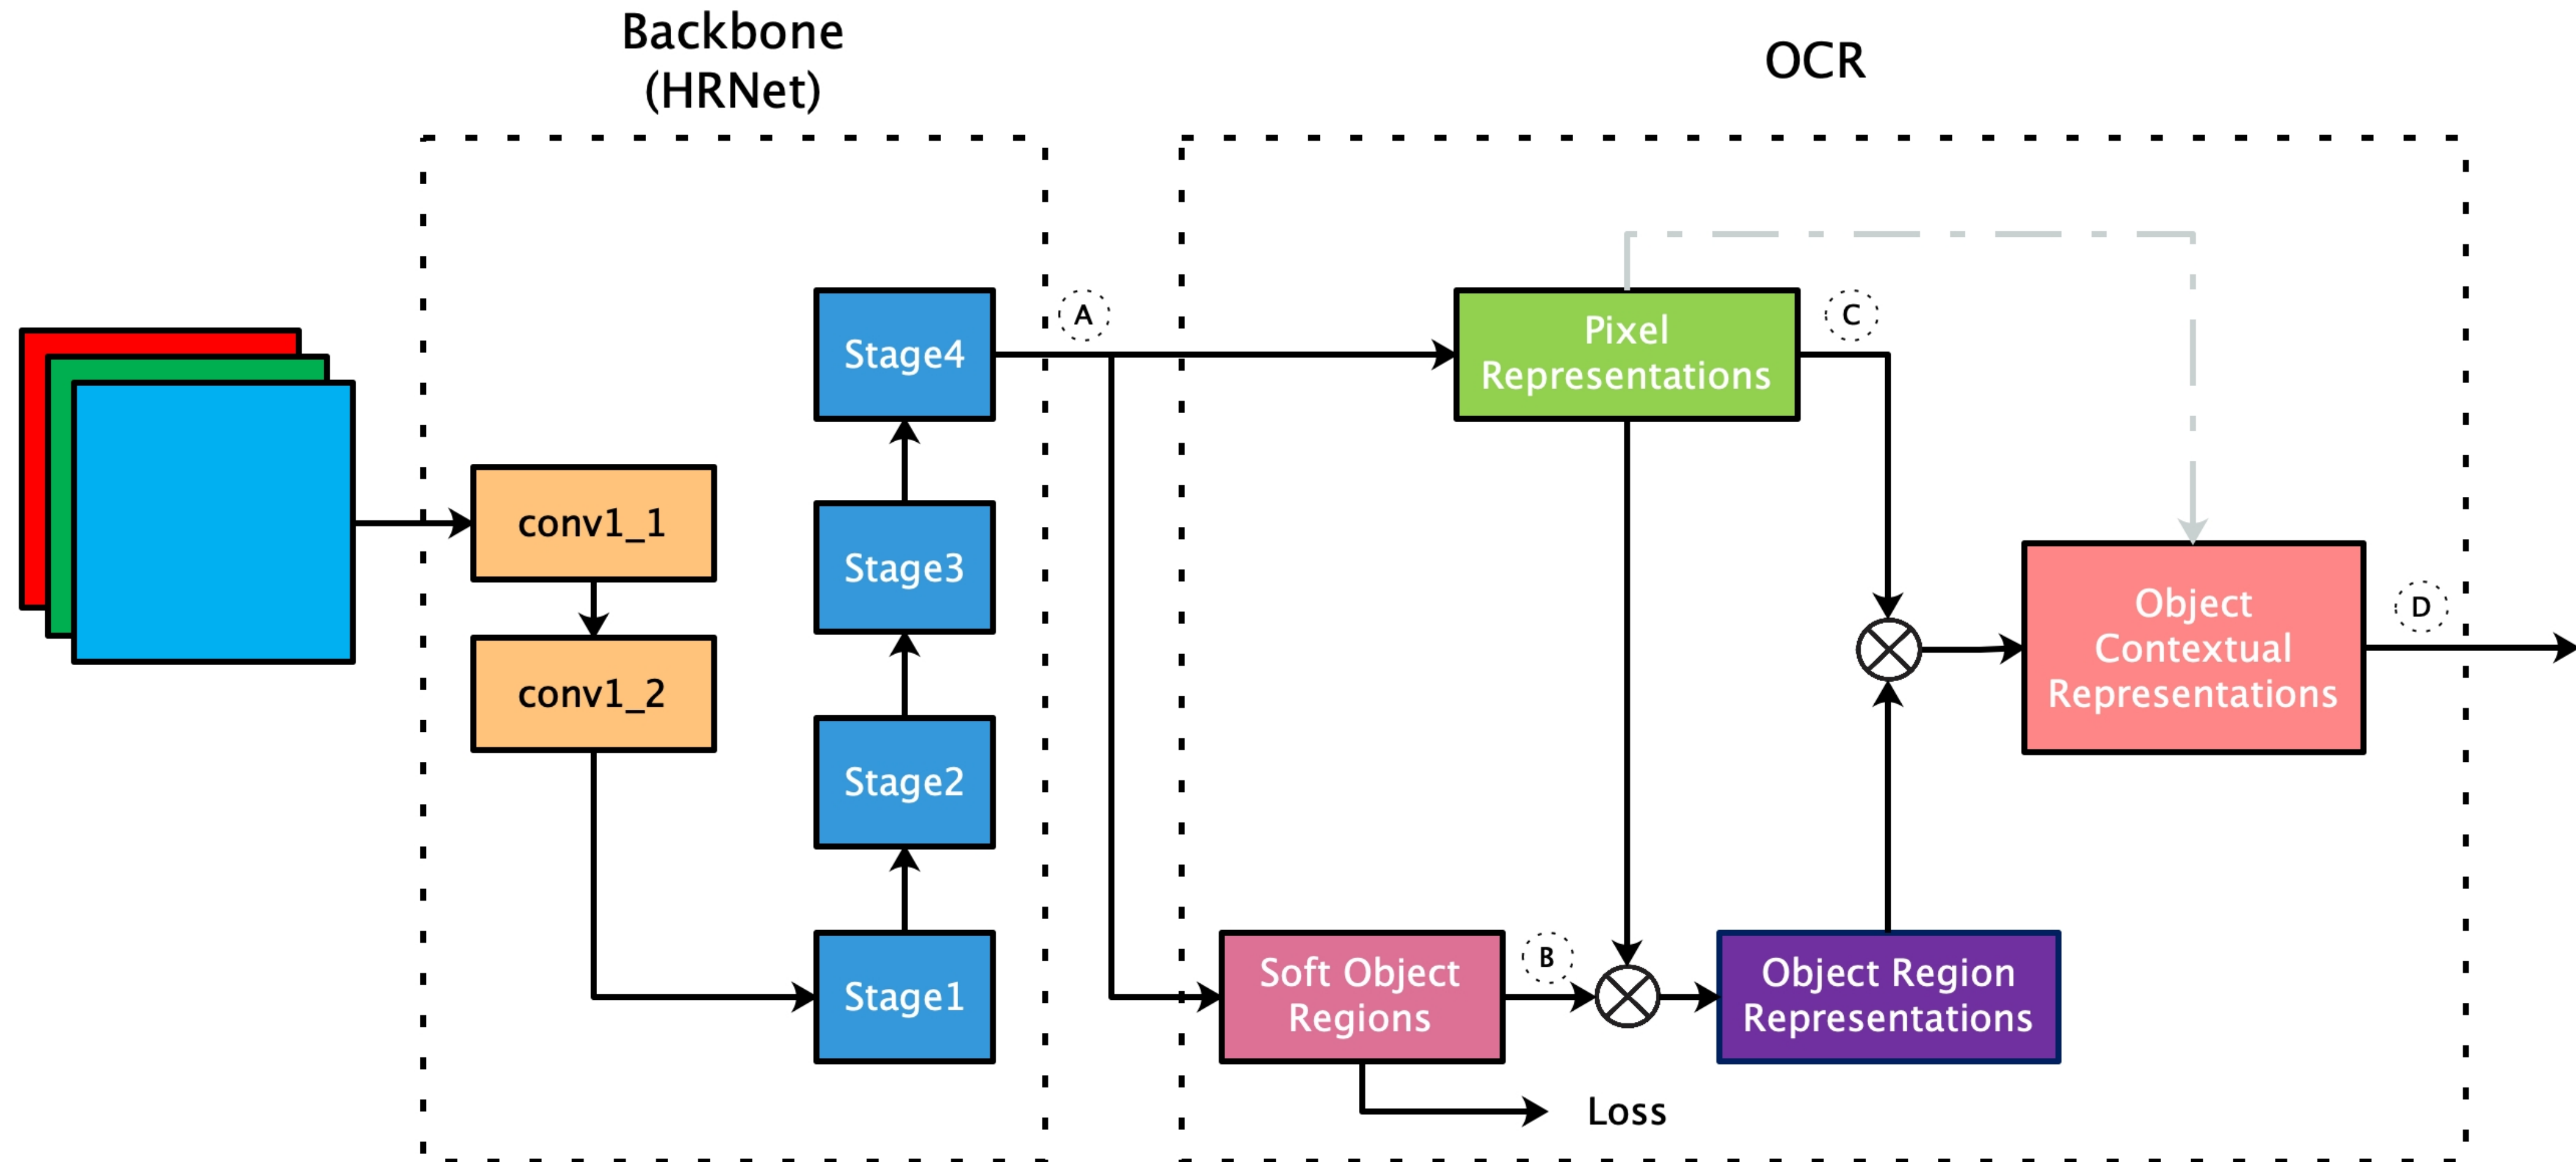 Backbone
(HRNet)
OCR
conv1_1
conv1_2
Stage4
Stage3
Stage2
Stage1
A
Pixel
Representations
C
Soft Object
Regions
B
Object Region
Representations
Object
Contextual
Representations
D
Loss